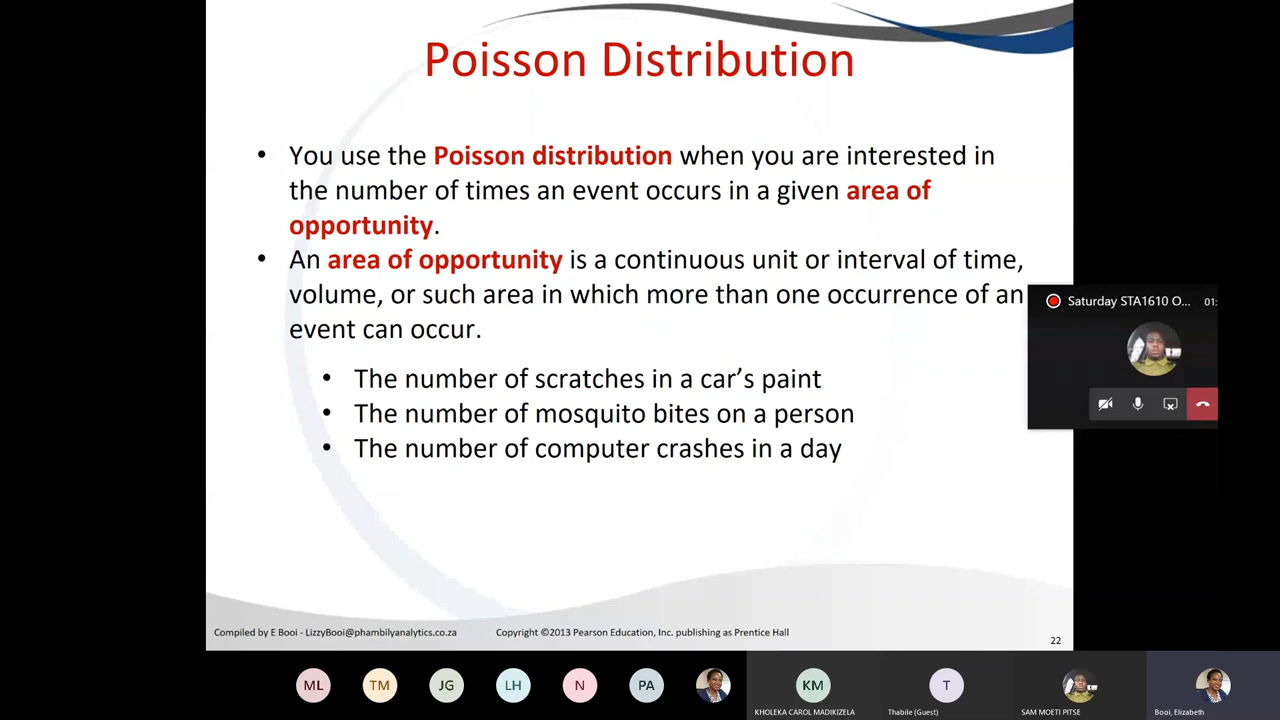 Poisson Distribution
• You use the Poisson distribution when you are interested in
the number of times an event occurs in a given area of
opportunity.
• An area of opportunity is a continuous unit or interval of time,
volume, or such area in which more than one occurrence of an
event can occur.
• The number of scratches in a car’s paint
• The number of mosquito bites on a person
• The number of computer crashes in a day
Saturday STA1610 O... 01:
Compiled by E Booi - LizzyBooi@phambilyanalytics.co.za Copyright ©2013 Pearson Education, Inc. publishing as Prentice Hall
22
ML TM JG LH N PA KM T
KHOLEKA CAROL MADIKIZELA Thabile (Guest) SAM MOETI PITSE Booi, Elizabeth